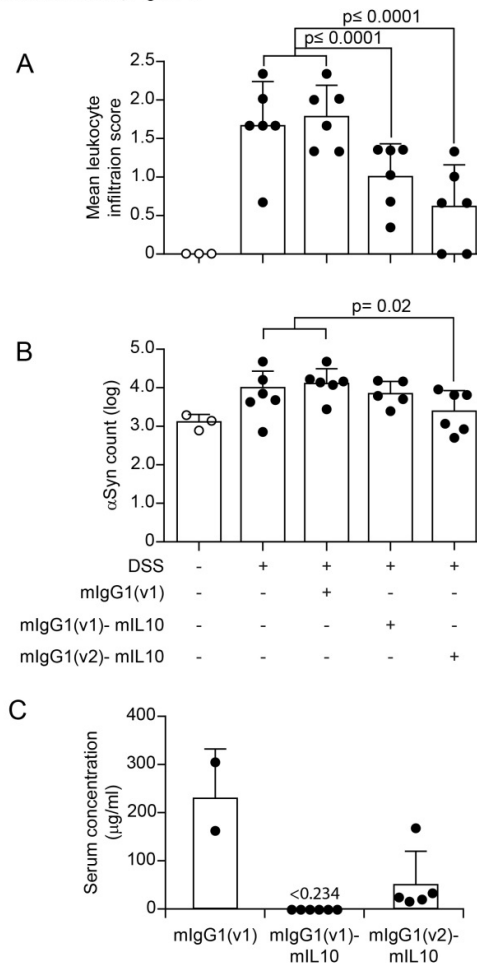 p≤ 0.0001
p≤ 0.0001
A
2.5
2.0
1.5
1.0
0.5
0
Mean leukocyte
infiltraion score
p= 0.02
B
5.0
4.0
3.0
2.0
1.0
0
αSyn count (log)
DSS - + + + +
mIgG1(v1) - - + - -
mIgG1(v1)- mIL10 - - - + -
mIgG1(v2)- mIL10 - - - - +
C
400
300
200
100
0
Serum concentration
(µg/ml)
<0.234
mIgG1(v1) mIgG1(v1)- mIgG1(v2)-
mIL10 mIL10